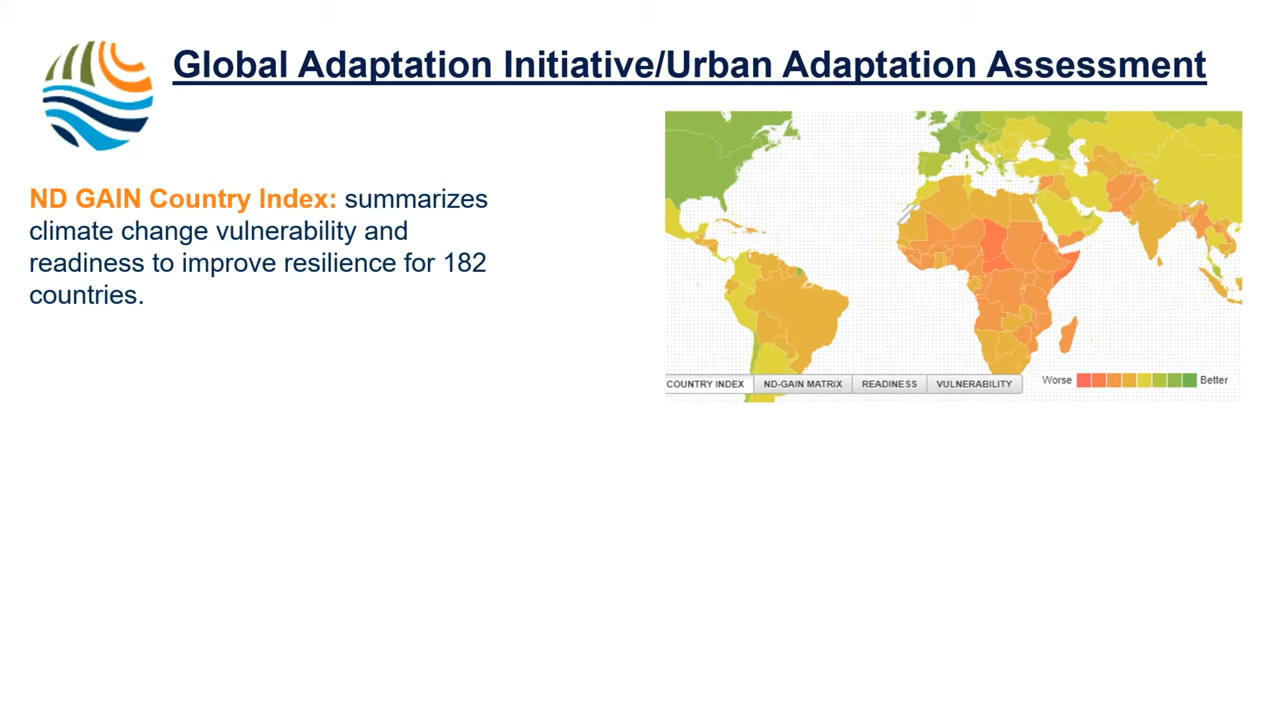 Global Adaptation Initiative/Urban Adaptation Assessment
ND GAIN Country Index: summarizes
climate change vulnerability and
readiness to improve resilience for 182
countries.
COUNTRY INDEX
ND-GAIN MATRIX
READINESS
VULNERABILITY
Worse
Better